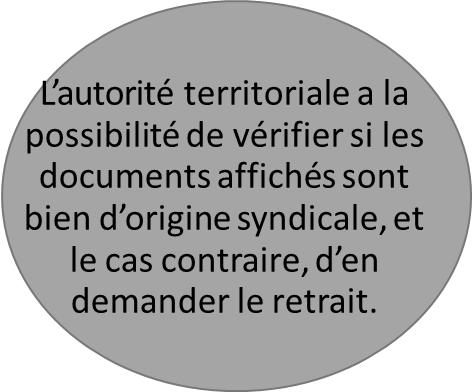 L’autorité territoriale a la
possibilité de vérifier si les
documents affichés sont
bien d’origine syndicale, et
le cas contraire, d’en
demander le retrait.